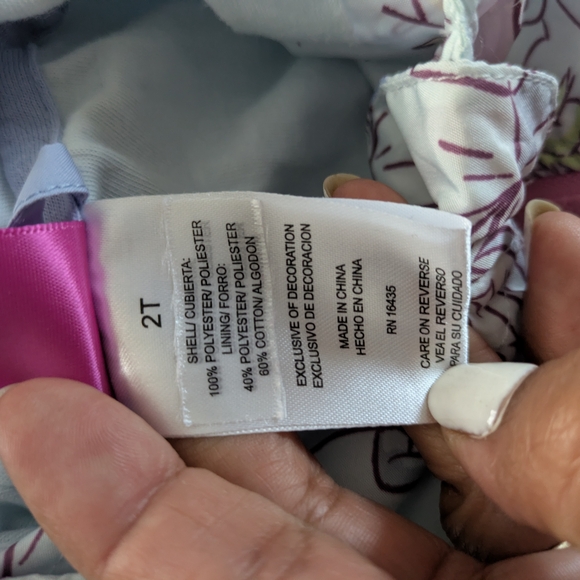 2T
SHELL/ CUBIERTA:
100% POLYESTER/ POLIESTER
LINING/ FORRO:
40% POLYESTER/ POLIESTER
60% COTTON/ ALGODON
EXCLUSIVE OF DECORATION
EXCLUSIVO DE DECORACION
MADE IN CHINA
HECHO EN CHINA
RN 16435
CARE ON REVERSE
VEA EL REVERSO
PARA SU CUIDADO